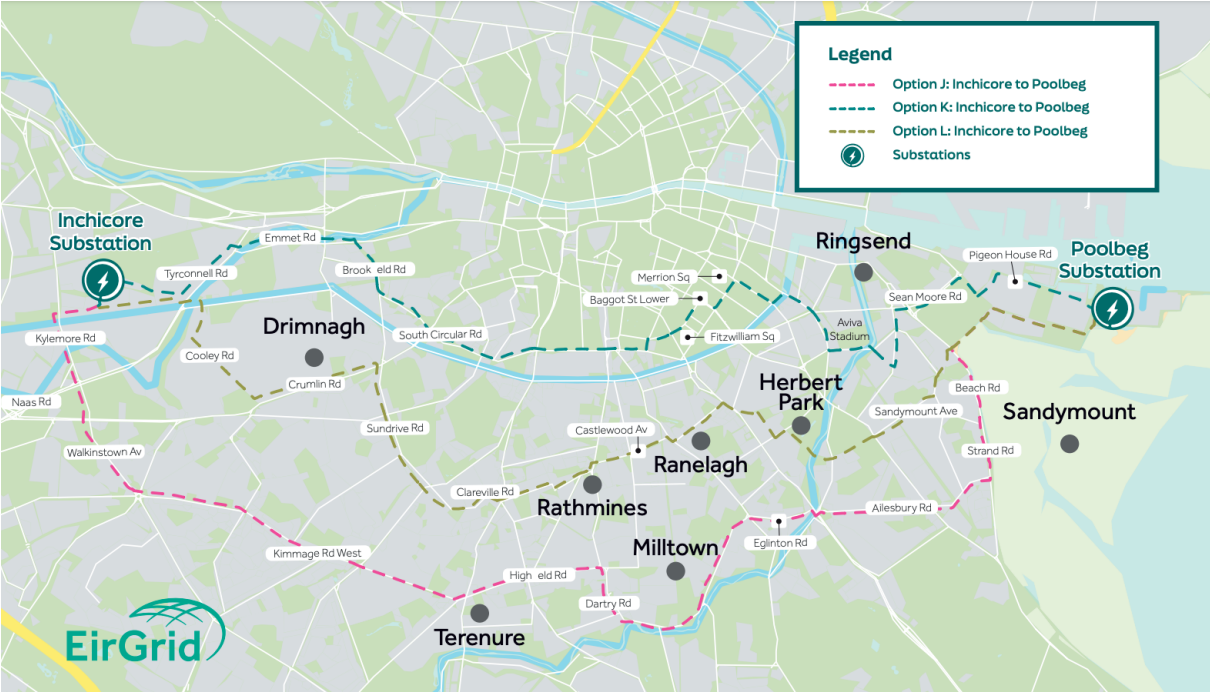 Legend
Option J: Inchicore to Poolbeg
Option K: Inchicore to Poolbeg
Option L: Inchicore to Poolbeg
Substations
Inchicore
Substation
Emmet Rd
Tyrconnell Rd
Brook eld Rd
Merrion Sq
Baggot St Lower
Ringsend
Pigeon House Rd
Poolbeg
Substation
Sean Moore Rd
Kylemore Rd
Drimnagh
South Circular Rd
Fitzwilliam Sq
Aviva
Stadium
Cooley Rd
Crumlin Rd
Herbert
Park
Beach Rd
Naas Rd
Sundrive Rd
Castlewood Av
Sandymount Ave
Sandymount
Walkinstown Av
Ranelagh
Strand Rd
Clareville Rd
Rathmines
Ailesbury Rd
Kimmage Rd West
Milltown
Eglinton Rd
High eld Rd
Dartry Rd
Terenure
EirGrid